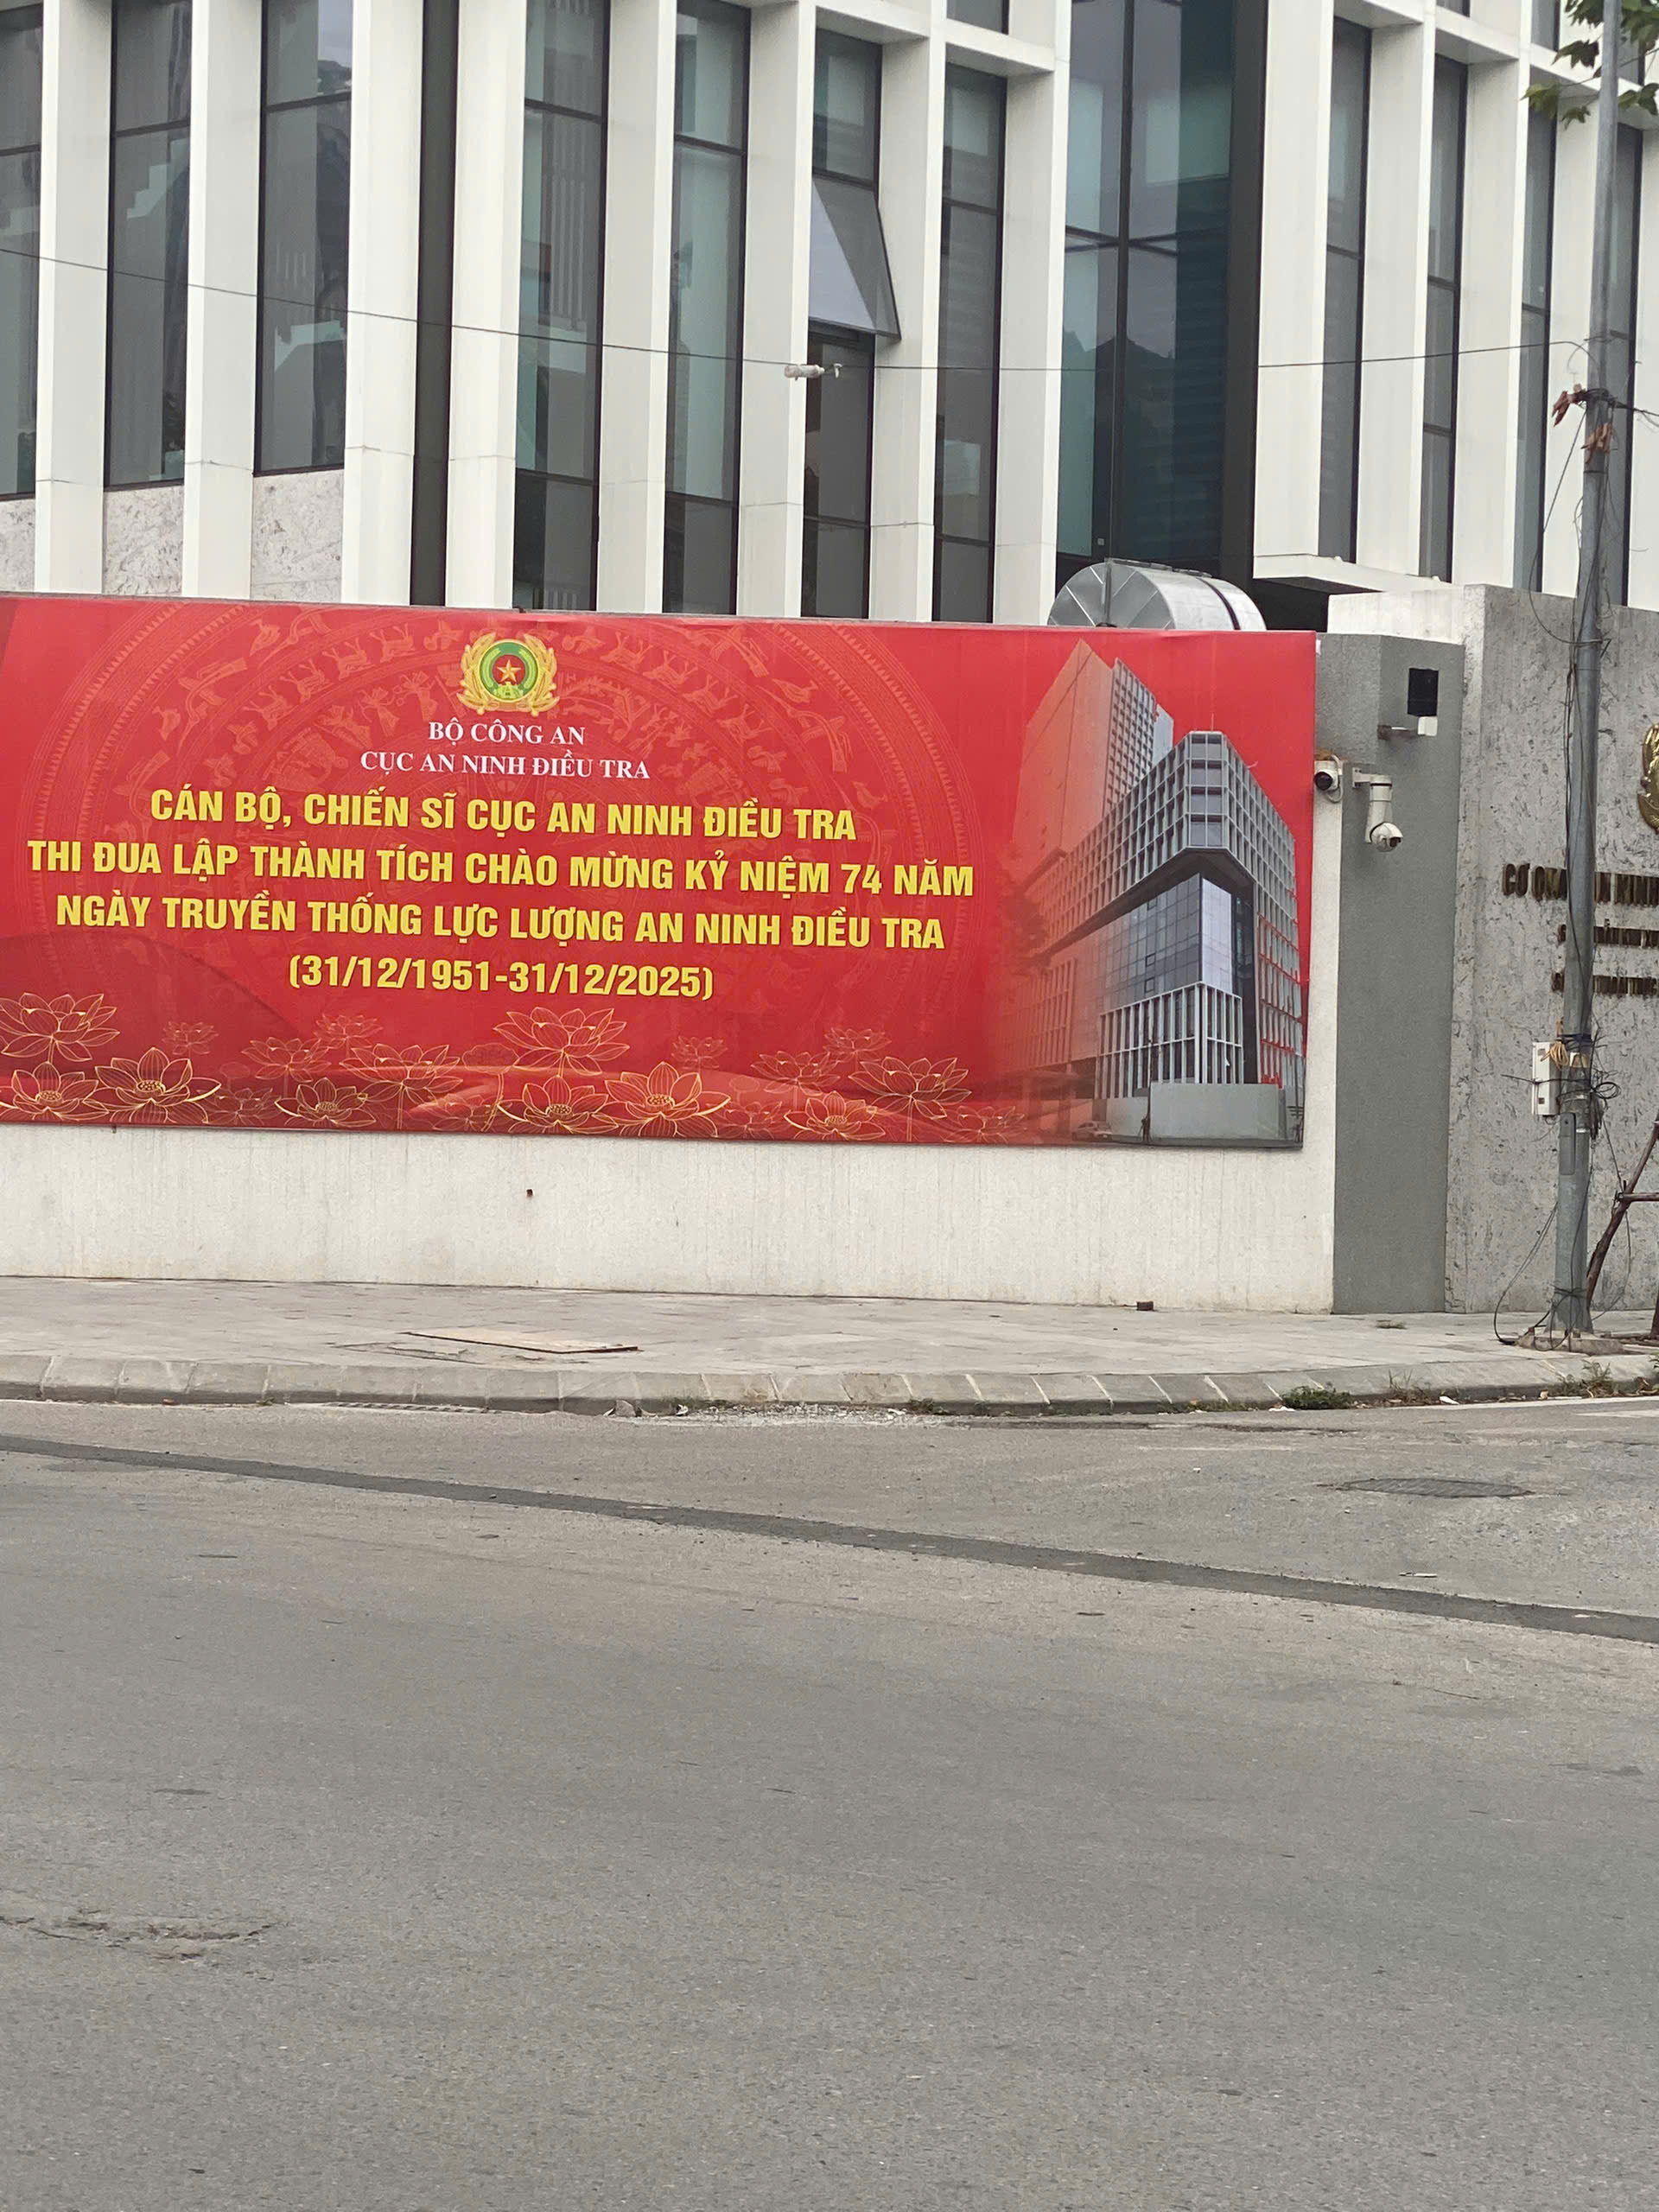 BỘ CÔNG AN
CỤC AN NINH ĐIỀU TRA
CÁN BỘ, CHIẾN SĨ CỤC AN NINH ĐIỀU TRA
THI ĐUA LẬP THÀNH TÍCH CHÀO MỪNG KỶ NIỆM 74 NĂM
NGÀY TRUYỀN THỐNG LỰC LƯỢNG AN NINH ĐIỀU TRA
(31/12/1951-31/12/2025)
CƠ QUA